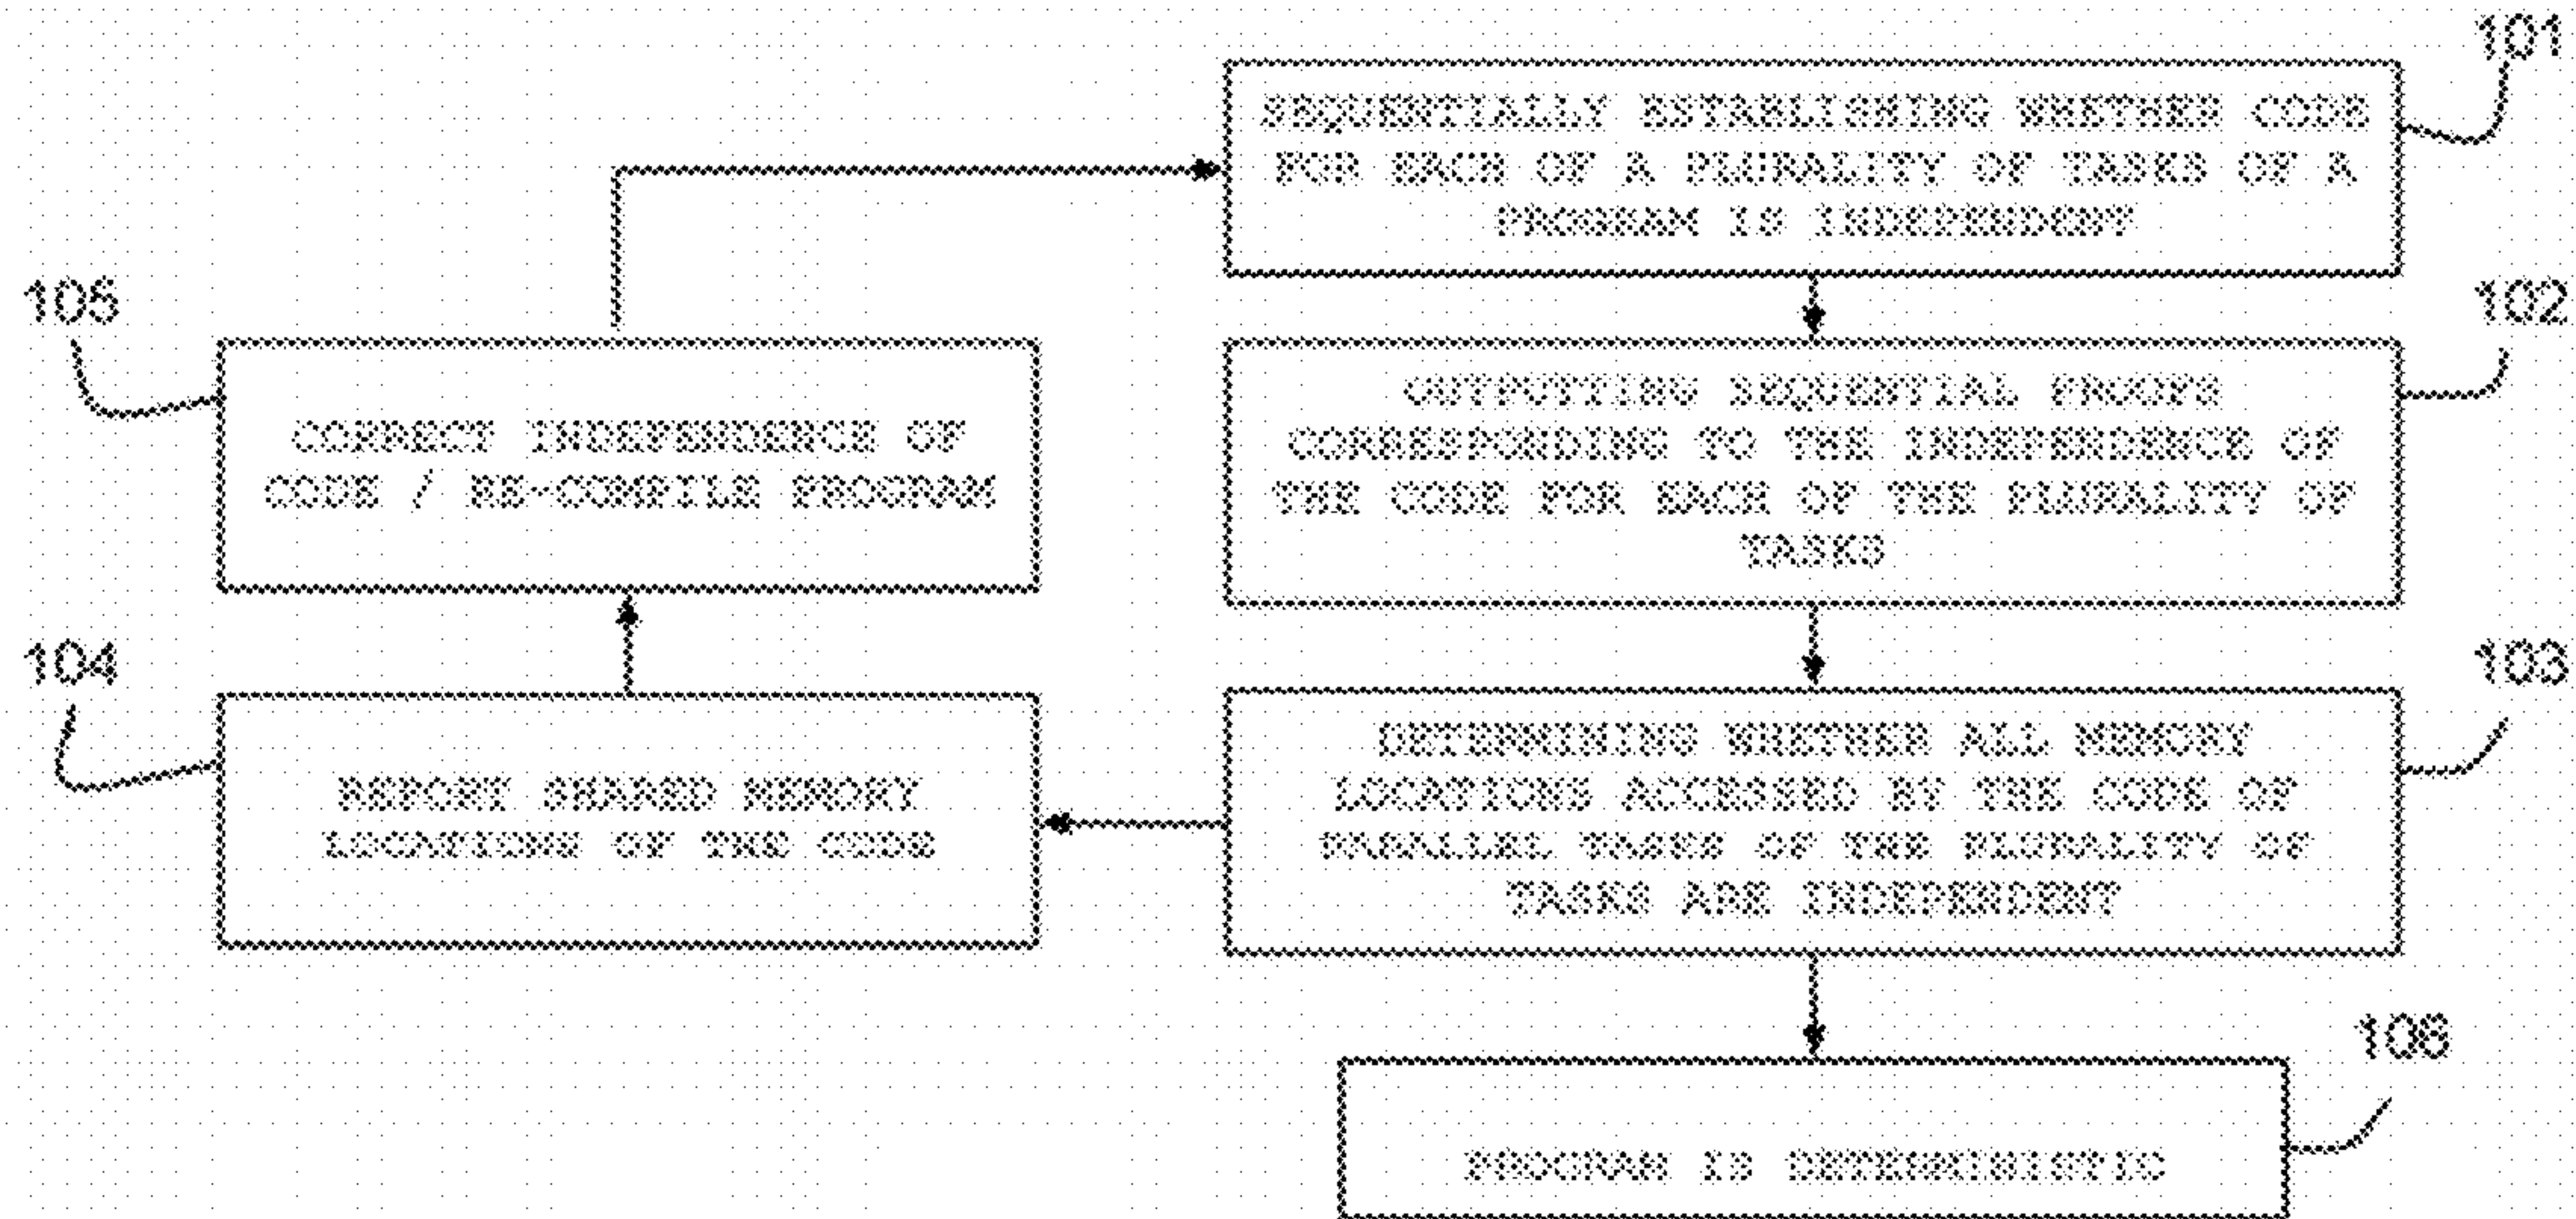 101
SEQUENTIALLY ESTABLISHING WHETHER CODE
FOR EACH OF A PLURALITY OF TASKS OF A
PROGRAM IS INDEPENDENT
102
OUTPUTTING SEQUENTIAL PROOFS
CORRESPONDING TO THE INDEPENDENCE OF
THE CODE FOR EACH OF THE PLURALITY OF
TASKS
103
DETERMINING WHETHER ALL MEMORY
LOCATIONS ACCESSED BY THE CODE OF
PARALLEL TASKS OF THE PLURALITY OF
TASKS ARE INDEPENDENT
104
REPORT SHARED MEMORY
LOCATIONS OF THE CODE
105
CORRECT INDEPENDENCE OF
CODE / RE-COMPILE PROGRAM
106
PROGRAM IS DETERMINISTIC